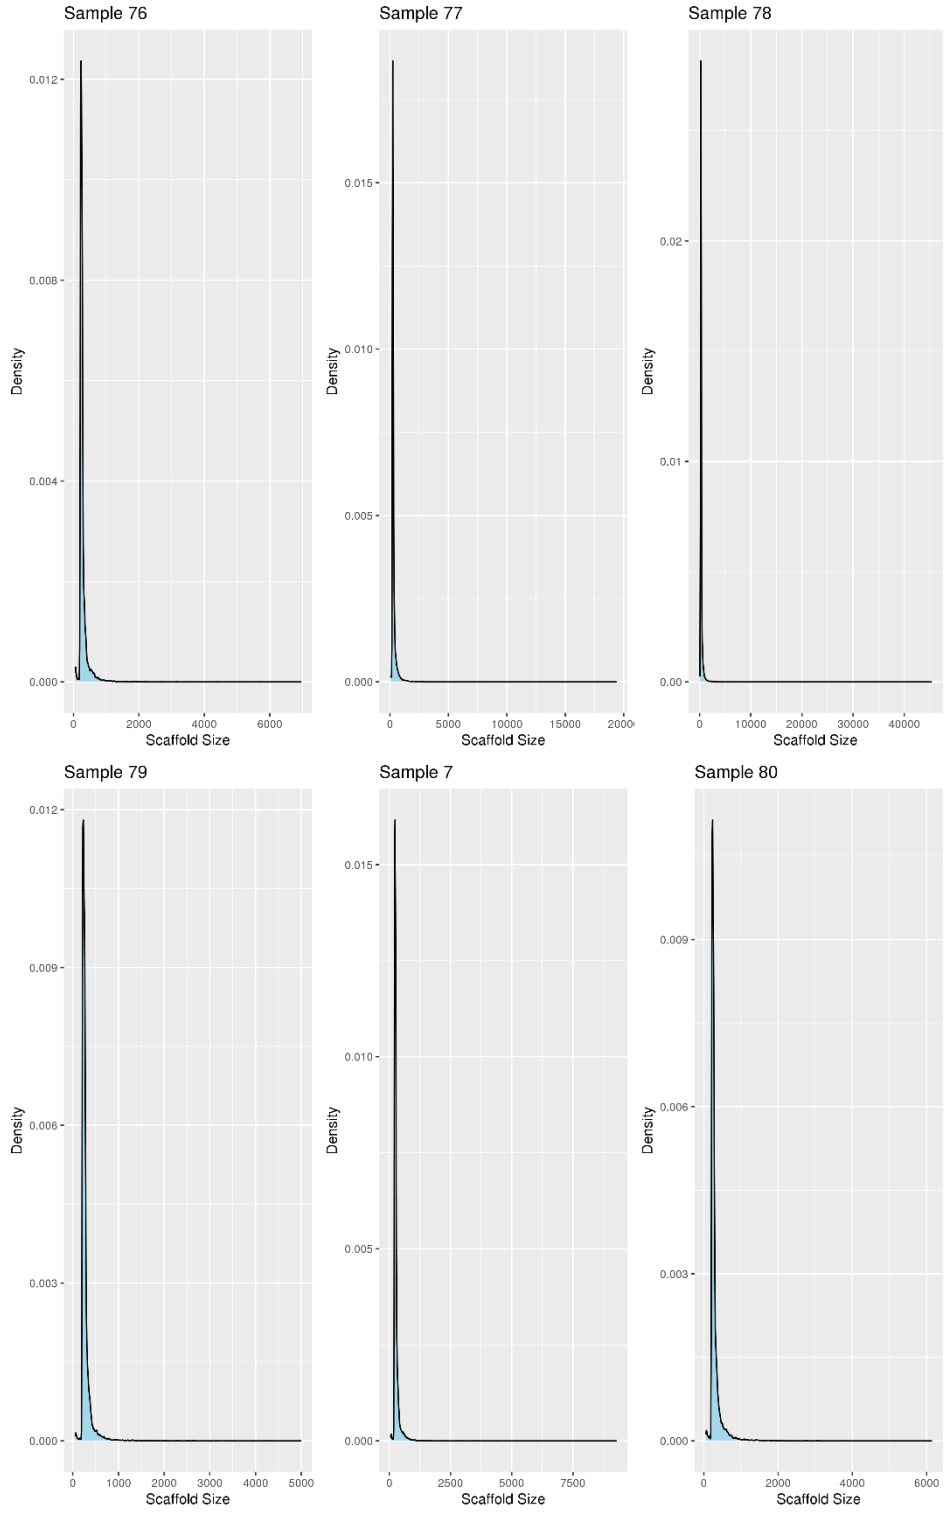 Sample 76
0.012
0.008
0.004
0.000
Density
0
2000
4000
6000
Scaffold Size
Sample 77
0.015
0.010
0.005
0.000
Density
0
5000
10000
15000
2000
Scaffold Size
Sample 78
0.02
0.01
0.00
Density
0
10000
20000
30000
40000
Scaffold Size
Sample 79
0.012
0.009
0.006
0.003
0.000
Density
0
1000
2000
3000
4000
5000
Scaffold Size
Sample 7
0.015
0.010
0.005
0.000
Density
0
2500
5000
7500
Scaffold Size
Sample 80
0.009
0.006
0.003
0.000
Density
0
2000
4000
6000
Scaffold Size